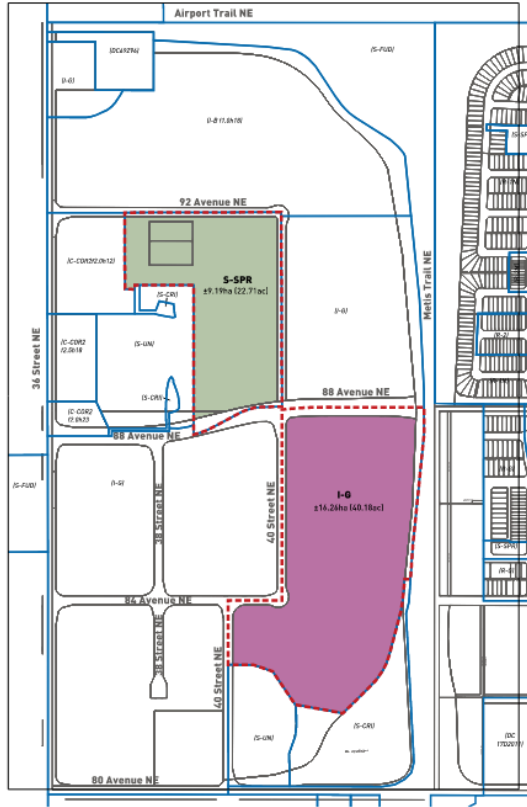 Airport Trail NE
(DC69Z96)
(S-FUD)
(I-G)
(I-B f1.0h18)
92 Avenue NE
(C-COR2f2.0h12)
S-SPR
±9.19ha (22.71ac)
(S-CRI)
(I-G)
Metis Trail NE
36 Street NE
(C-COR2
f2.0h18
(S-UN)
(R-2)
(S-CRI)
88 Avenue NE
(C-COR2
f2.0h23
88 Avenue NE
(S-FUD)
(I-G)
38 Street NE
40 Street NE
I-G
±16.26ha (40.18ac)
(S-SPR)
84 Avenue NE
38 Street NE
40 Street NE
(S-UN)
(S-CRI)
(DC
17D2011)
80 Avenue NE